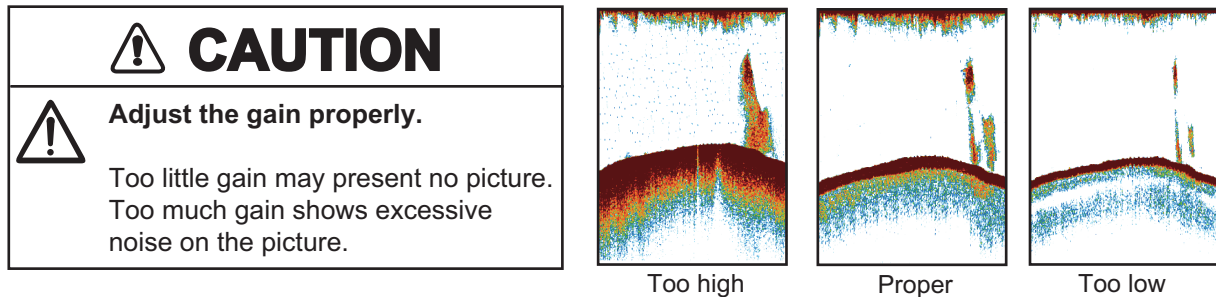 CAUTION
Adjust the gain properly.
Too little gain may present no picture.
Too much gain shows excessive
noise on the picture.
Too high
Proper
Too low